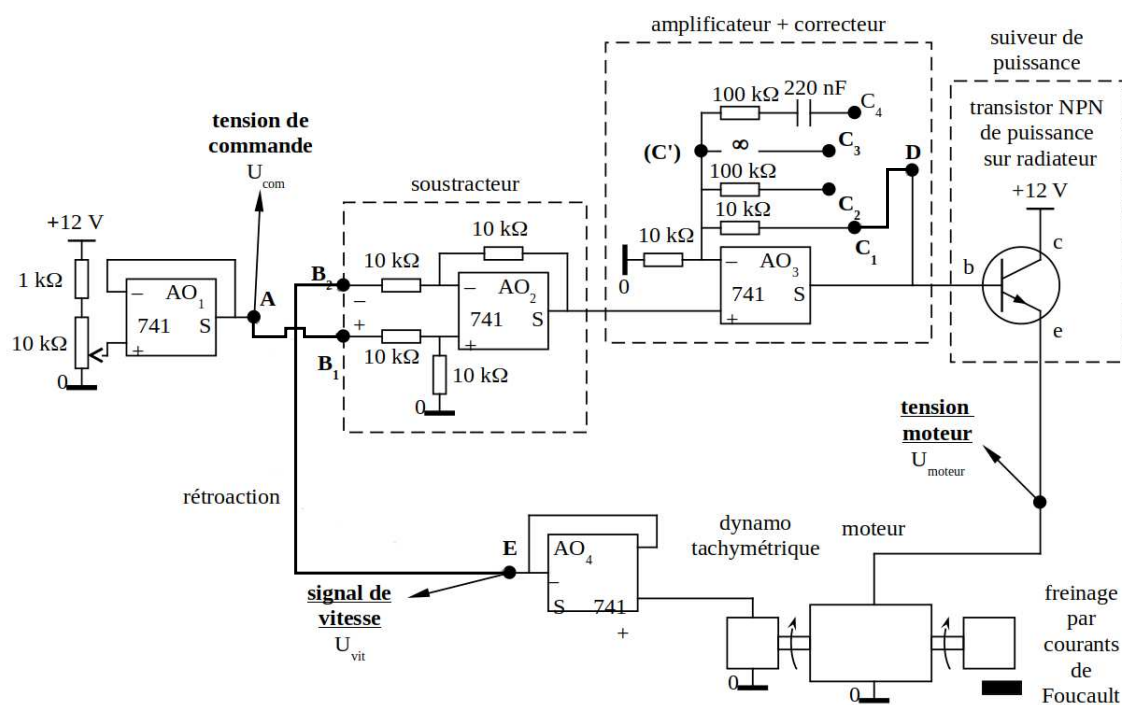 amplificateur + correcteur
suiveur de
puissance
100 kΩ
220 nF
C4
transistor NPN
de puissance
sur radiateur
+12 V
tension de
commande
Ucom
(C')
∞
C3
D
soustracteur
100 kΩ
C2
+12 V
10 kΩ
10 kΩ
10 kΩ
C1
c
1 kΩ
B2
10 kΩ
b
A
–
AO1
–
–
AO2
0
–
AO3
741
S
+
741
S
741
S
10 kΩ
+
B1
10 kΩ
+
10 kΩ
+
e
0
0
tension
moteur
Umoteur
rétroaction
dynamo
tachymétrique
moteur
E
AO4
–
signal de
vitesse
S
741
+
Uvit
freinage
par
courants
de
Foucault
0
0